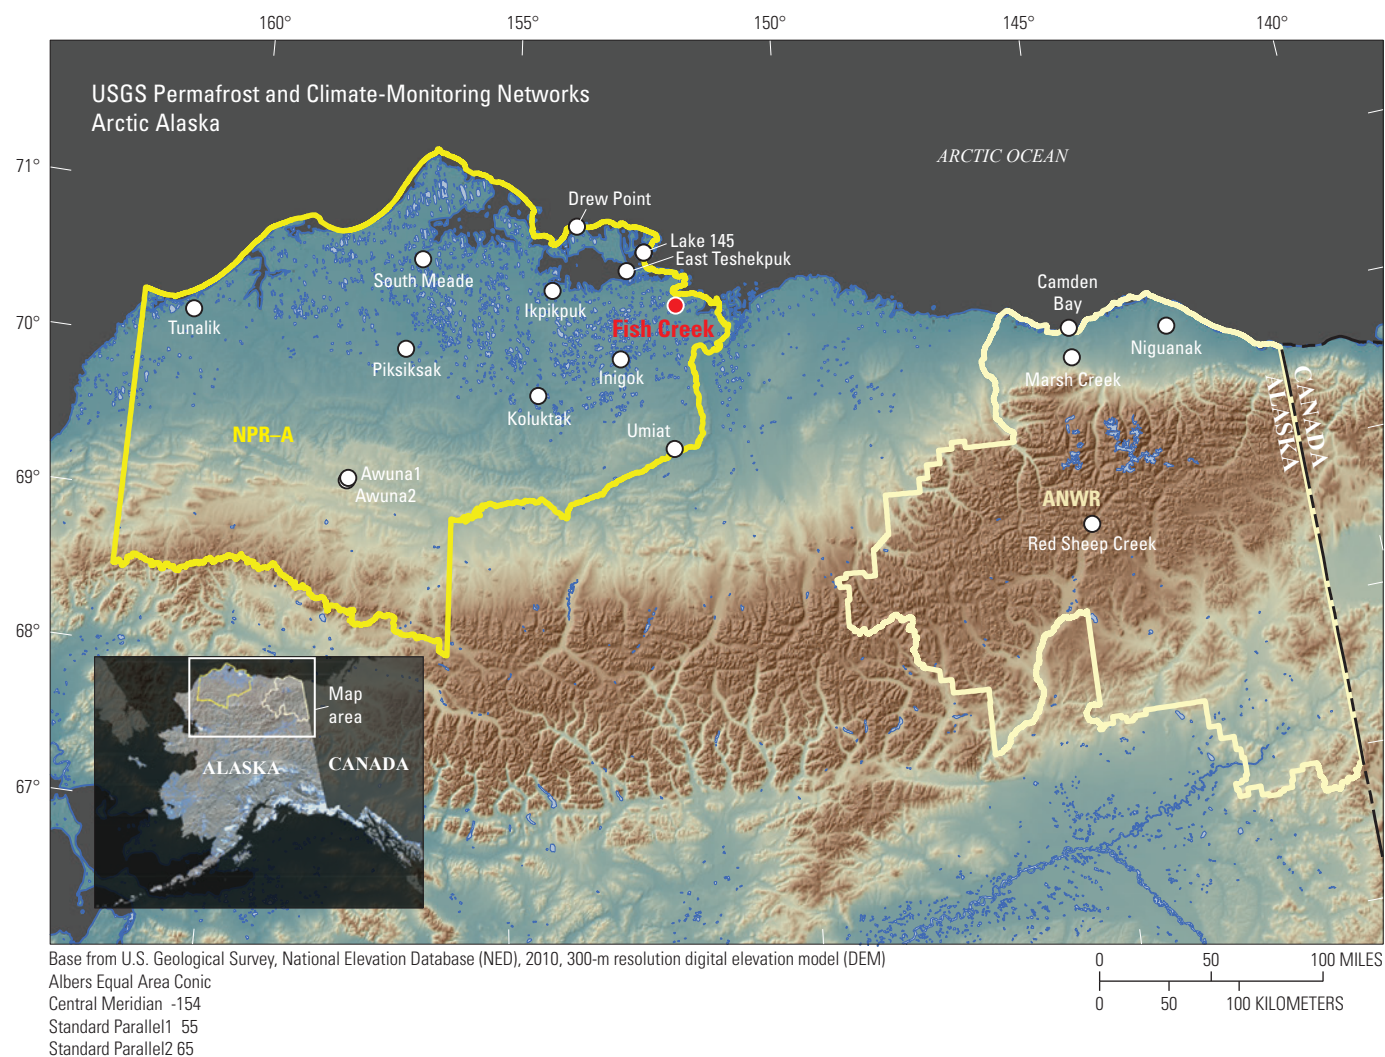 160°
155°
150°
145°
140°
USGS Permafrost and Climate-Monitoring Networks
Arctic Alaska
71°
ARCTIC OCEAN
Drew Point
Lake 145
East Teshekpuk
South Meade
Ikpikpuk
Camden
Bay
70°
Tunalik
Fish Creek
Niguanak
Piksiksak
Inigok
Marsh Creek
CANADA
ALASKA
Koluktak
NPR–A
Umiat
69°
Awuna1
Awuna2
ANWR
Red Sheep Creek
68°
Map
area
ALASKA
CANADA
67°
Base from U.S. Geological Survey, National Elevation Database (NED), 2010, 300-m resolution digital elevation model (DEM)
Albers Equal Area Conic
Central Meridian -154
Standard Parallel1 55
Standard Parallel2 65
0 50 100 MILES
0 50 100 KILOMETERS